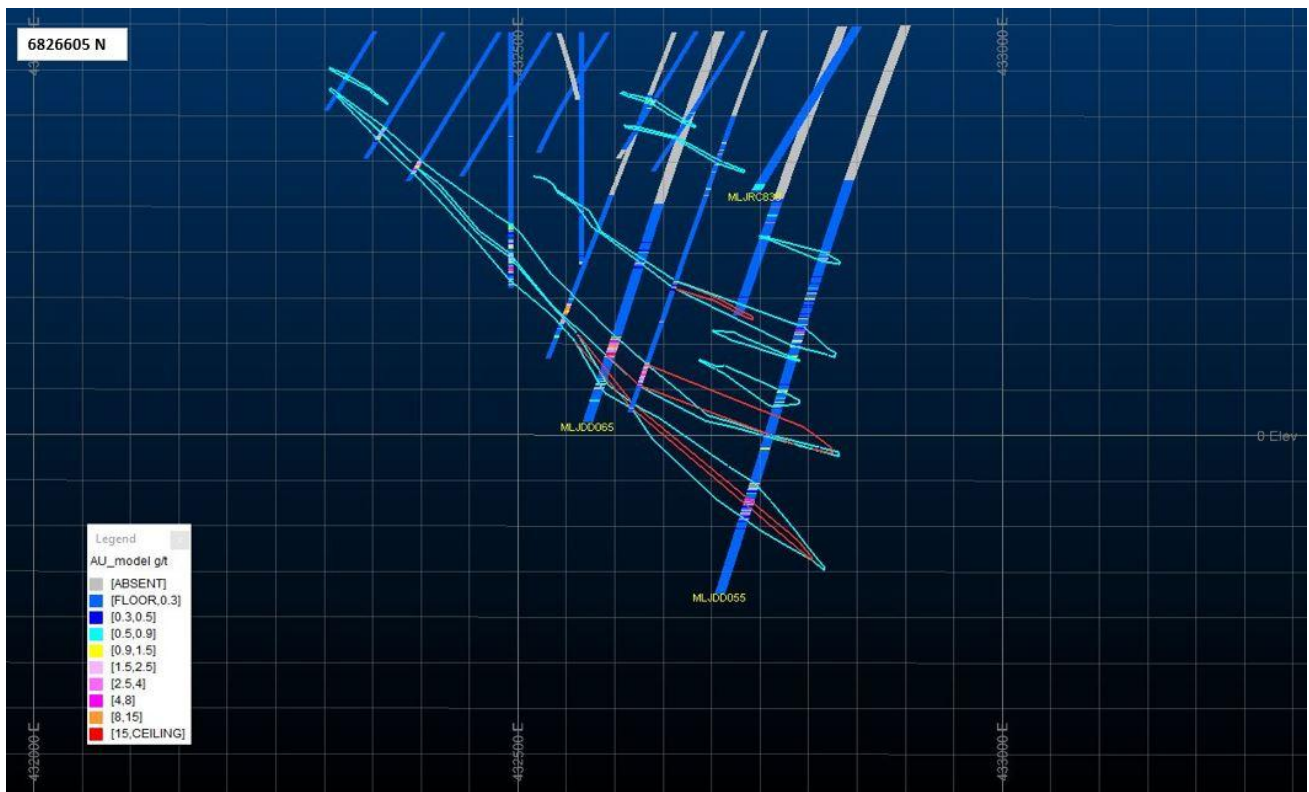 6826605 N
432500 E
433000 E
MLJRC838
MLJDD065
0 Elev
MLJDD055
Legend
AU_model g/t
[ABSENT]
[FLOOR,0.3]
[0.3,0.5]
[0.5,0.9]
[0.9,1.5]
[1.5,2.5]
[2.5,4]
[4,8]
[8,15]
[15,CEILING]
432000 E
432500 E
433000 E